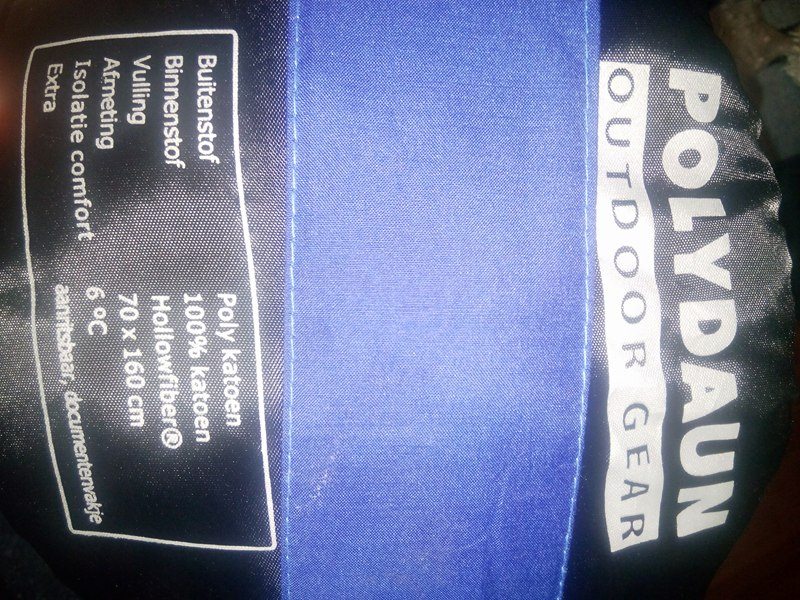 POLYDAUN
OUTDOOR GEAR
Buitenstof Poly katoen
Binnenstof 100% katoen
Vulling Hollowfiber®
Afmeting 70 x 160 cm
Isolatie comfort 6 °C
Extra aanritsbaar, documentenvakje